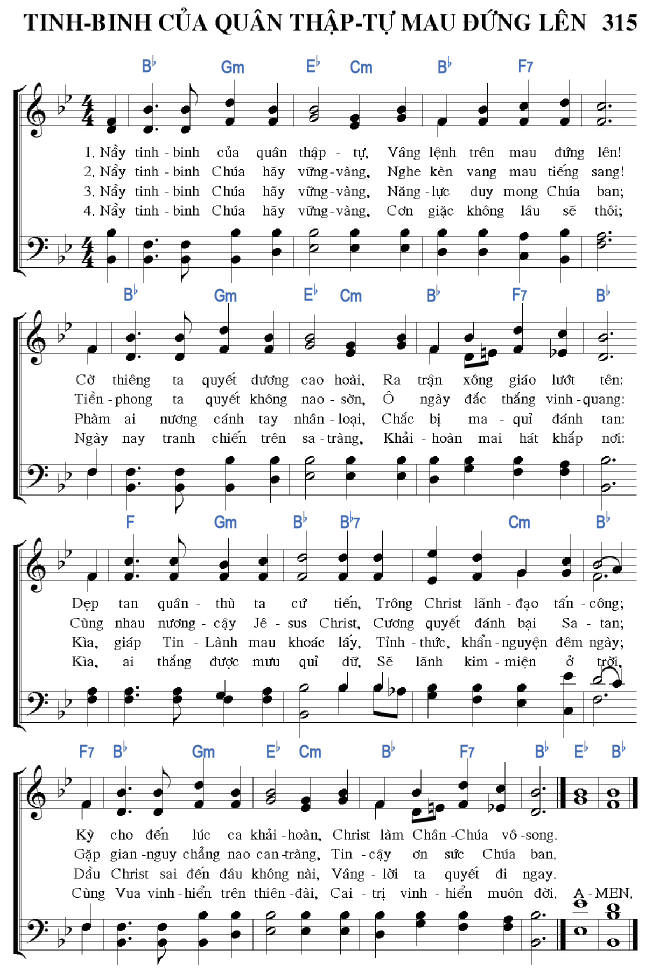 TINH-BINH CỦA QUÂN THẬP-TỰ MAU ĐỨNG LÊN 315
B♭ Gm E♭ Cm B♭ F7
1. Nầy tinh - binh của quân thập - tự, Vâng lệnh trên mau đứng lên!
2. Nầy tinh - binh Chúa hãy vững-vàng, Nghe kèn vang mau tiếng sang!
3. Nầy tinh - binh Chúa hãy vững-vàng, Năng-lực duy mong Chúa ban;
4. Nầy tinh - binh Chúa hãy vững-vàng, Cơn giặc không lâu sẽ thôi;
B♭ Gm E♭ Cm B♭ F7 B♭
Cờ thiêng ta quyết dương cao hoài, Ra trận xông giáo lướt tên:
Tiền-phong ta quyết không nao-sờn, Ô ngày đắc thắng vinh-quang:
Phàm ai nương cánh tay nhân-loại, Chắc bị ma-quỉ đánh tan:
Ngày nay tranh chiến trên sa-tràng, Khải-hoàn mai hát khắp nơi:
F Gm B♭ B♭7 Cm B♭
Dẹp tan quân-thù ta cứ tiến, Trông Christ lãnh-đạo tấn-công;
Cùng nhau nương-cậy Jê-sus Christ, Cương quyết đánh bại Sa-tan;
Kìa, giáp Tin-Lành mau khoác lấy, Tỉnh-thức, khẩn-nguyện đêm ngày;
Kìa, ai thắng được mưu quỉ dữ, Sẽ lãnh kim-miện ở trời,
F7 B♭ Gm E♭ Cm B♭ F7 B♭ E♭ B♭
Kỳ cho đến lúc ca khải-hoàn, Christ làm Chân-Chúa vô-song.
Gặp gian-nguy chẳng nao can-tràng, Tin-cậy ơn sức Chúa ban.
Dầu Christ sai đến đâu không nài, Vâng-lời ta quyết đi ngay.
Cùng Vua vinh-hiển trên thiên-đài, Cai-trị vinh-hiển muôn đời. A-MEN.